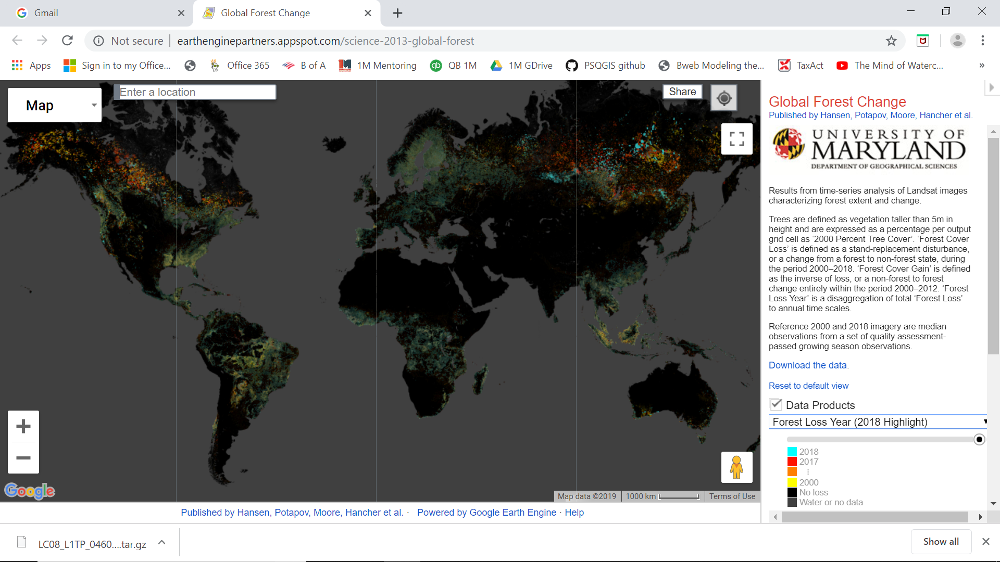 Gmail
Global Forest Change
Not secure
earthenginepartners.appspot.com/science-2013-global-forest
Apps
Sign in to my Office...
Office 365
B of A
1M Mentoring
qb
QB 1M
1M GDrive
PSQGIS github
Bweb Modeling the...
TaxAct
The Mind of Waterc...
»
Map
Enter a location
Share
Google
Map data ©2019
1000 km
Terms of Use
Published by Hansen, Potapov, Moore, Hancher et al. ·
Powered by Google Earth Engine · Help
Global Forest Change
Published by Hansen, Potapov, Moore, Hancher et al.
UNIVERSITY OF
MARYLAND
DEPARTMENT OF GEOGRAPHICAL SCIENCES
Results from time-series analysis of Landsat images
characterizing forest extent and change.
Trees are defined as vegetation taller than 5m in
height and are expressed as a percentage per output
grid cell as ‘2000 Percent Tree Cover’. ‘Forest Cover
Loss’ is defined as a stand-replacement disturbance,
or a change from a forest to non-forest state, during
the period 2000–2018. ‘Forest Cover Gain’ is defined
as the inverse of loss, or a non-forest to forest
change entirely within the period 2000–2012. ‘Forest
Loss Year’ is a disaggregation of total ‘Forest Loss’
to annual time scales.
Reference 2000 and 2018 imagery are median
observations from a set of quality assessment-
passed growing season observations.
Download the data.
Reset to default view
Data Products
Forest Loss Year (2018 Highlight)
2018
2017
⋮
2000
No loss
Water or no data
LC08_L1TP_0460....tar.gz
Show all